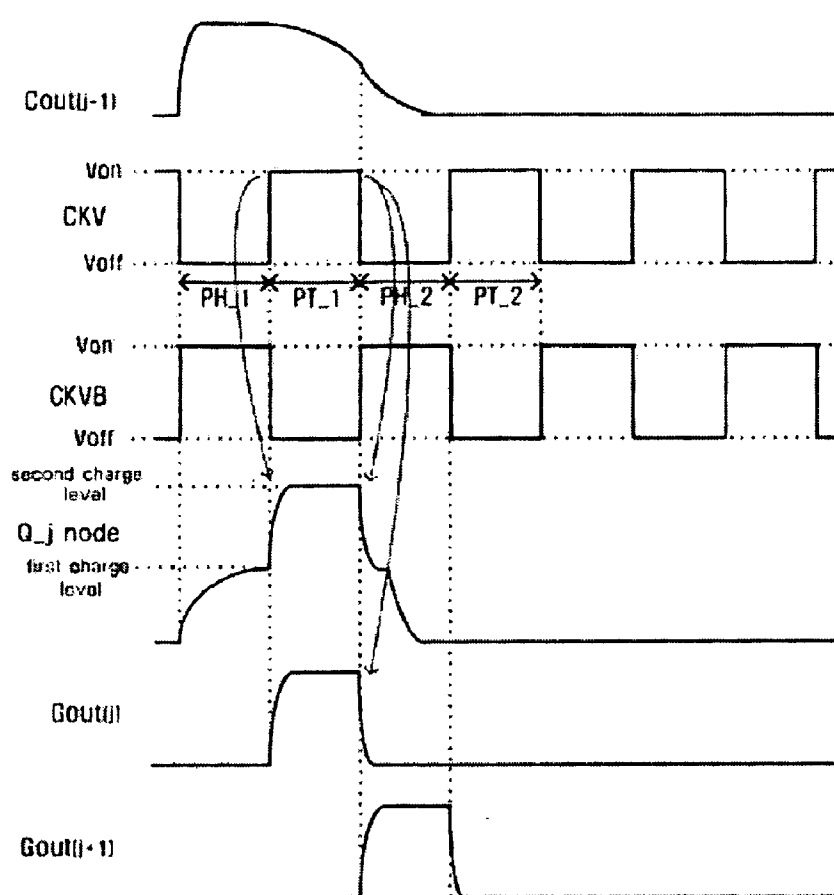 Cout(j-1)
Von
CKV
Voff
PH_1 PT_1 PH_2 PT_2
Von
CKVB
Voff
second charge
level
Q_j node
first charge
level
Gout(j)
Gout(j+1)